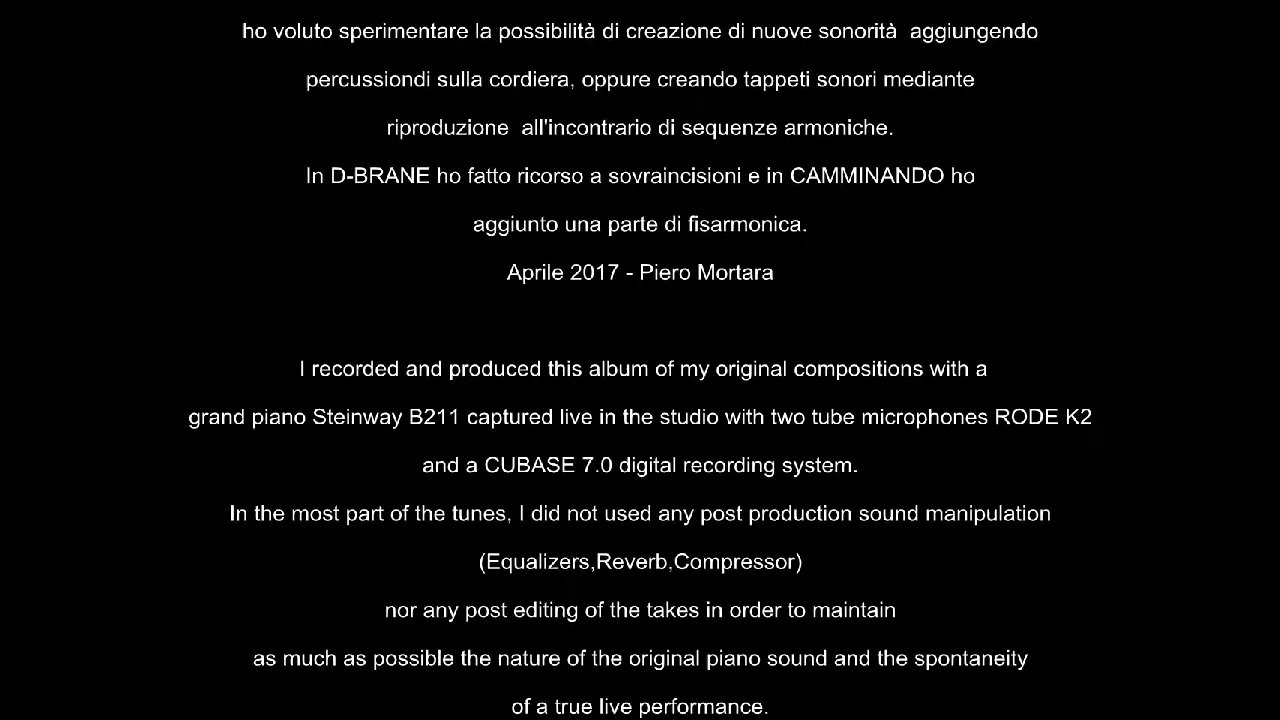 ho voluto sperimentare la possibilità di creazione di nuove sonorità  aggiungendo
percussiondi sulla cordiera, oppure creando tappeti sonori mediante
riproduzione  all'incontrario di sequenze armoniche.
In D-BRANE ho fatto ricorso a sovraincisioni e in CAMMINANDO ho
aggiunto una parte di fisarmonica.
Aprile 2017 - Piero Mortara
I recorded and produced this album of my original compositions with a
grand piano Steinway B211 captured live in the studio with two tube microphones RODE K2
and a CUBASE 7.0 digital recording system.
In the most part of the tunes, I did not used any post production sound manipulation
(Equalizers,Reverb,Compressor)
nor any post editing of the takes in order to maintain
as much as possible the nature of the original piano sound and the spontaneity
of a true live performance.